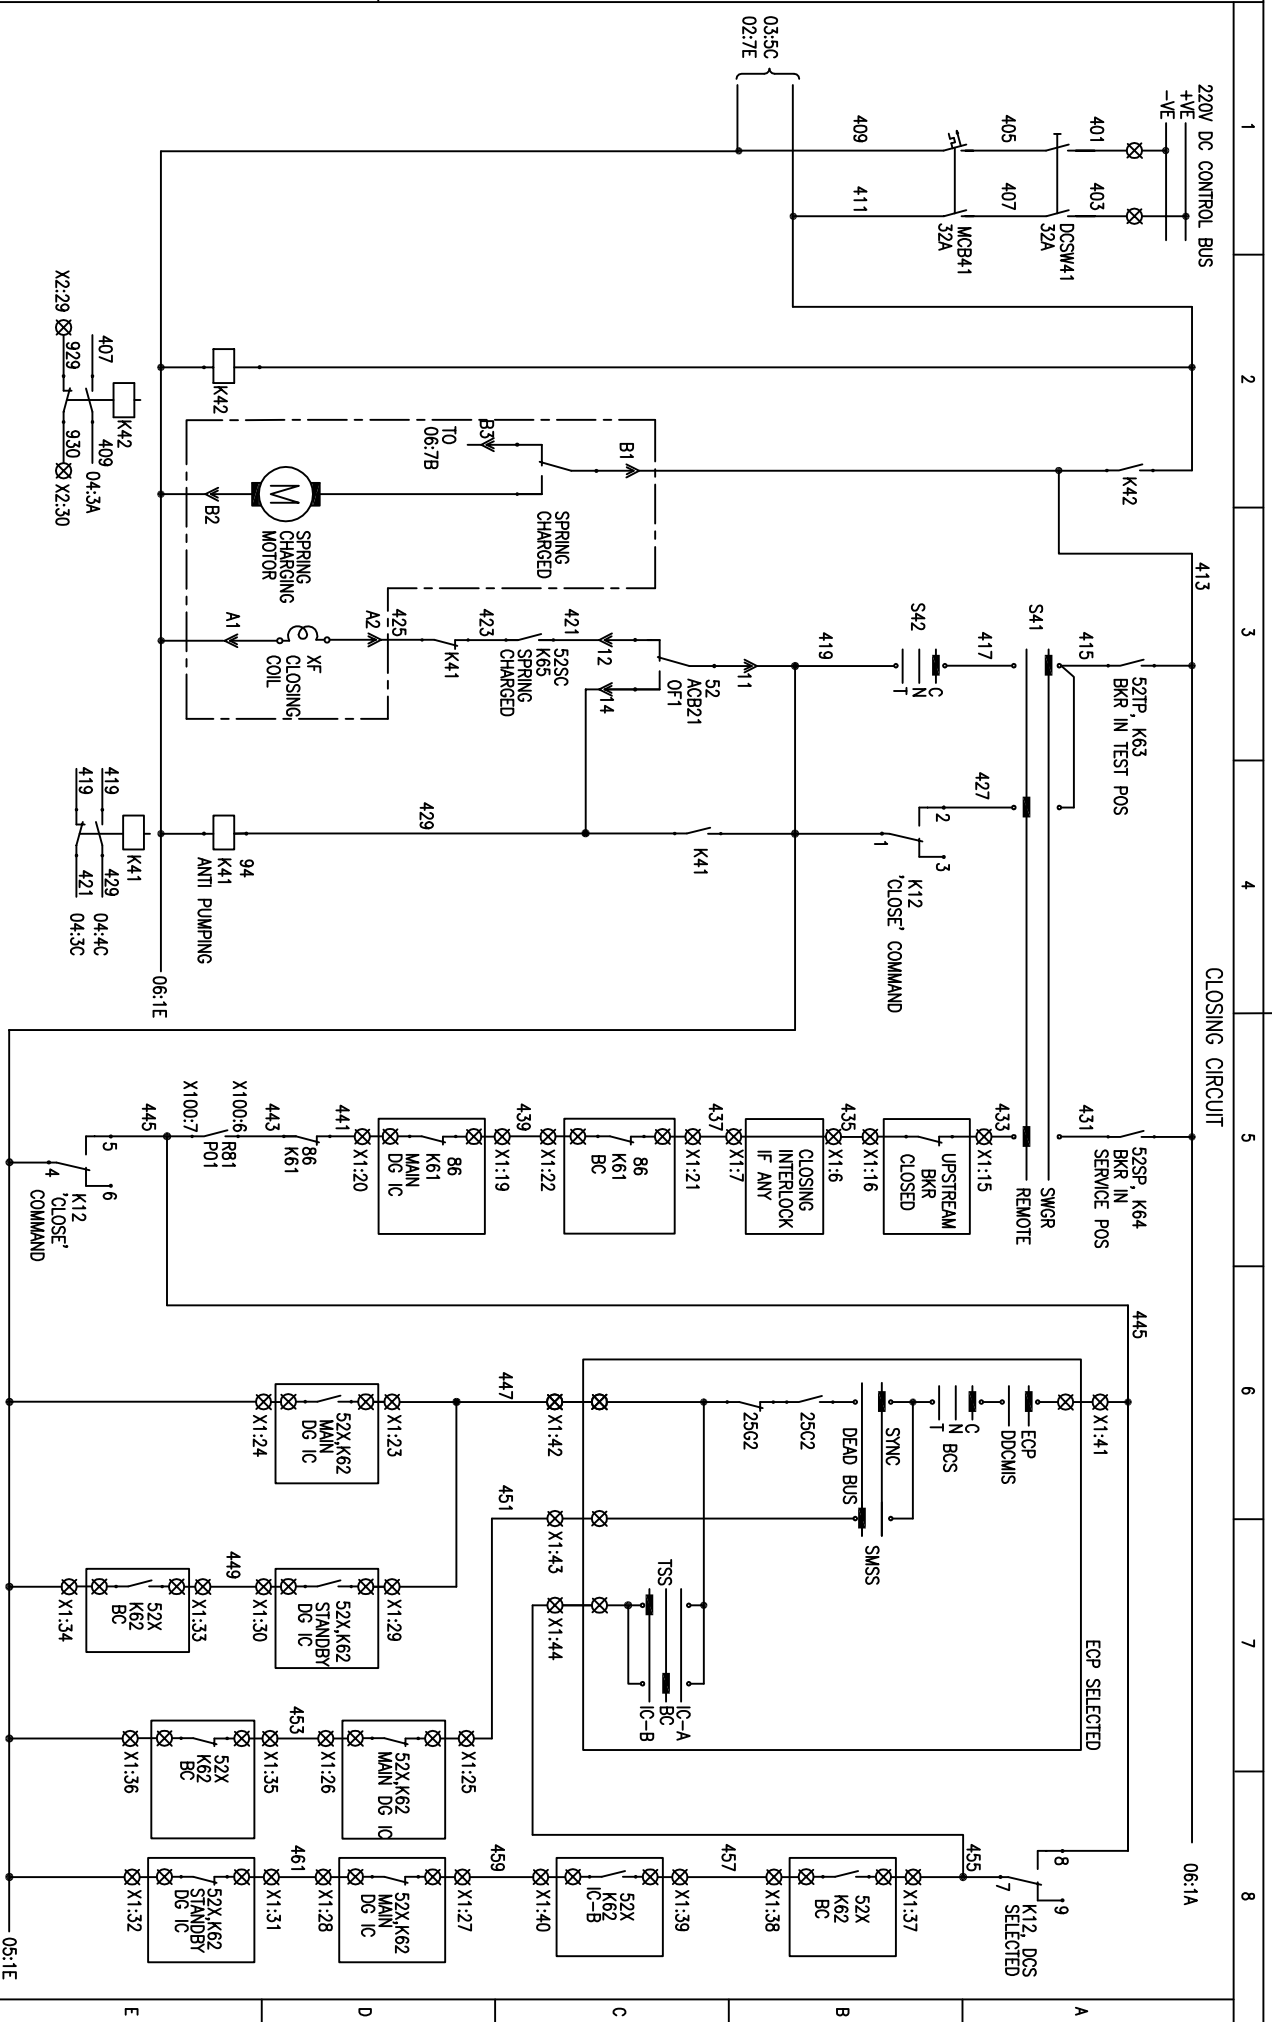 CLOSING CIRCUIT
1
2
3
4
5
6
7
8
A
B
C
D
E
220V DC CONTROL BUS
+VE
-VE
401
403
DCSW41
32A
405
407
MCB41
32A
409
411
03:5C
02:7E
K42
K42
407
409
04:3A
X2:29
929
930
X2:30
K42
B1
B3
TO
06:7B
SPRING
CHARGED
SPRING
CHARGING
MOTOR
M
B2
413
415
52TP, K63
BKR IN TEST POS
S41
417
S42
C
N
T
419
11
52
ACB21
OF1
12
14
421
52SC
K65
SPRING
CHARGED
423
K41
425
A2
XF
CLOSING
COIL
A1
427
2
3
1
K12
'CLOSE' COMMAND
K41
429
94
K41
ANTI PUMPING
K41
419
429
04:4C
419
421
04:3C
06:1E
431
52SP, K64
BKR IN
SERVICE POS
SWGR
REMOTE
433
X1:15
UPSTREAM
BKR
CLOSED
X1:16
435
X1:6
CLOSING
INTERLOCK
IF ANY
X1:7
437
X1:21
86
K61
BC
X1:22
439
X1:19
86
K61
MAIN
DG IC
X1:20
441
86
K61
443
X100:6
R81
P01
X100:7
445
5
6
4
K12
'CLOSE'
COMMAND
445
X1:41
ECP
DDCMIS
C
N
T
BCS
SYNC
DEAD BUS
SMSS
25C2
25G2
ECP SELECTED
TSS
IC-A
BC
IC-B
X1:42
X1:43
X1:44
447
451
X1:23
52X,K62
MAIN
DG IC
X1:24
X1:29
52X,K62
STANDBY
DG IC
X1:30
449
X1:33
52X
K62
BC
X1:34
X1:25
52X,K62
MAIN DG IC
X1:26
453
X1:35
52X
K62
BC
X1:36
06:1A
8
9
7
K12, DCS
SELECTED
455
X1:37
52X
K62
BC
X1:38
457
X1:39
52X
K62
IC-B
X1:40
459
X1:27
52X,K62
MAIN
DG IC
X1:28
461
X1:31
52X,K62
STANDBY
DG IC
X1:32
05:1E